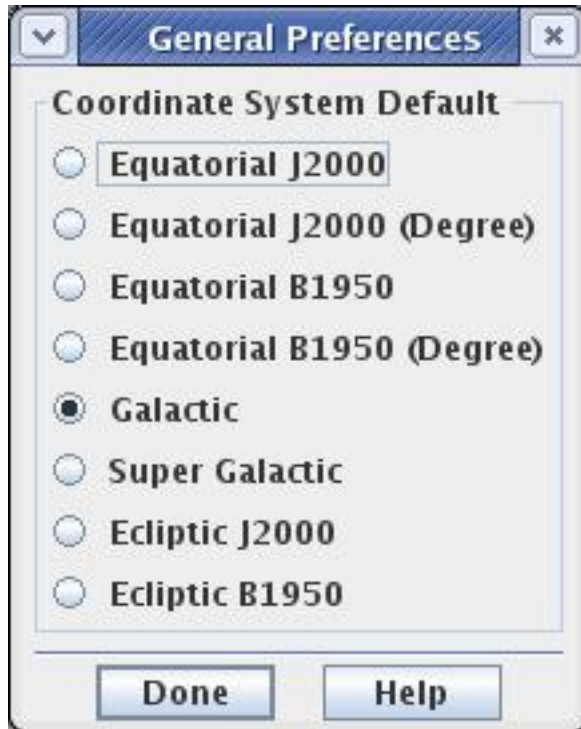 General Preferences
Coordinate System Default
Equatorial J2000
Equatorial J2000 (Degree)
Equatorial B1950
Equatorial B1950 (Degree)
Galactic
Super Galactic
Ecliptic J2000
Ecliptic B1950
Done
Help